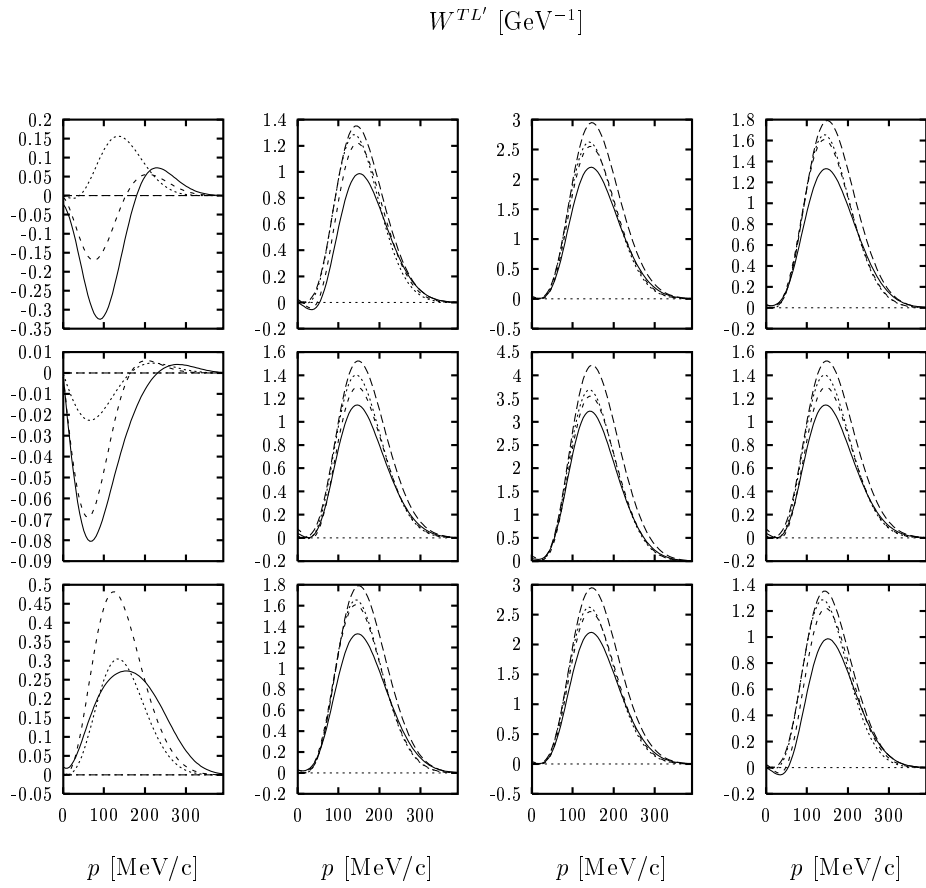 W^{TL'} [GeV^{-1}]
0.2 0.15 0.1 0.05 0 -0.05 -0.1 -0.15 -0.2 -0.25 -0.3 -0.35
1.4 1.2 1 0.8 0.6 0.4 0.2 0 -0.2
3 2.5 2 1.5 1 0.5 0 -0.5
1.8 1.6 1.4 1.2 1 0.8 0.6 0.4 0.2 0 -0.2
0.01 0 -0.01 -0.02 -0.03 -0.04 -0.05 -0.06 -0.07 -0.08 -0.09
1.6 1.4 1.2 1 0.8 0.6 0.4 0.2 0 -0.2
4.5 4 3.5 3 2.5 2 1.5 1 0.5 0
1.6 1.4 1.2 1 0.8 0.6 0.4 0.2 0 -0.2
0.5 0.45 0.4 0.35 0.3 0.25 0.2 0.15 0.1 0.05 0 -0.05
1.8 1.6 1.4 1.2 1 0.8 0.6 0.4 0.2 0 -0.2
3 2.5 2 1.5 1 0.5 0 -0.5
1.4 1.2 1 0.8 0.6 0.4 0.2 0 -0.2
0 100 200 300 0 100 200 300 0 100 200 300 0 100 200 300
p [MeV/c] p [MeV/c] p [MeV/c] p [MeV/c]